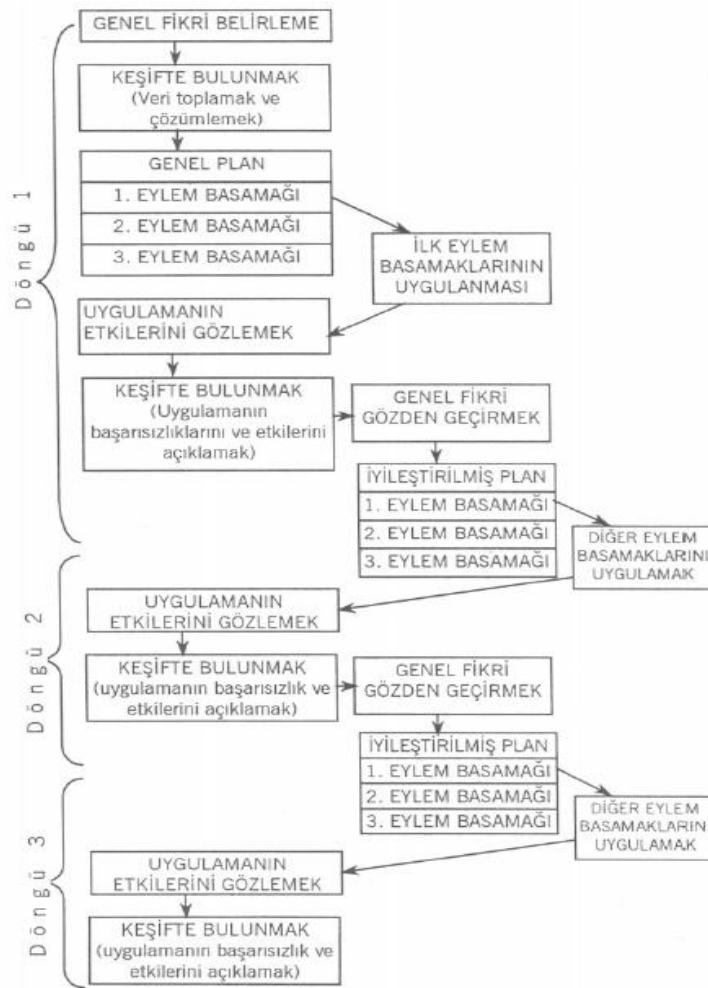 GENEL FİKRİ BELİRLEME
KEŞİFTE BULUNMAK
(Veri toplamak ve
çözümlemek)
GENEL PLAN
1. EYLEM BASAMAĞI
2. EYLEM BASAMAĞI
3. EYLEM BASAMAĞI
İLK EYLEM
BASAMAKLARININ
UYGULANMASI
UYGULAMANIN
ETKİLERİNİ GÖZLEMEK
KEŞİFTE BULUNMAK
(Uygulamanın
başarısızlıklarını ve etkilerini
açıklamak)
GENEL FİKRİ
GÖZDEN GEÇİRMEK
İYİLEŞTİRİLMİŞ PLAN
1. EYLEM BASAMAĞI
2. EYLEM BASAMAĞI
3. EYLEM BASAMAĞI
DİĞER EYLEM
BASAMAKLARINI
UYGULAMAK
Döngü 1
UYGULAMANIN
ETKİLERİNİ GÖZLEMEK
KEŞİFTE BULUNMAK
(uygulamanın başarısızlık ve
etkilerini açıklamak)
GENEL FİKRİ
GÖZDEN GEÇİRMEK
İYİLEŞTİRİLMİŞ PLAN
1. EYLEM BASAMAĞI
2. EYLEM BASAMAĞI
3. EYLEM BASAMAĞI
DİĞER EYLEM
BASAMAKLARIN
UYGULAMAK
Döngü 2
UYGULAMANIN
ETKİLERİNİ GÖZLEMEK
KEŞİFTE BULUNMAK
(uygulamanın başarısızlık ve
etkilerini açıklamak)
Döngü 3